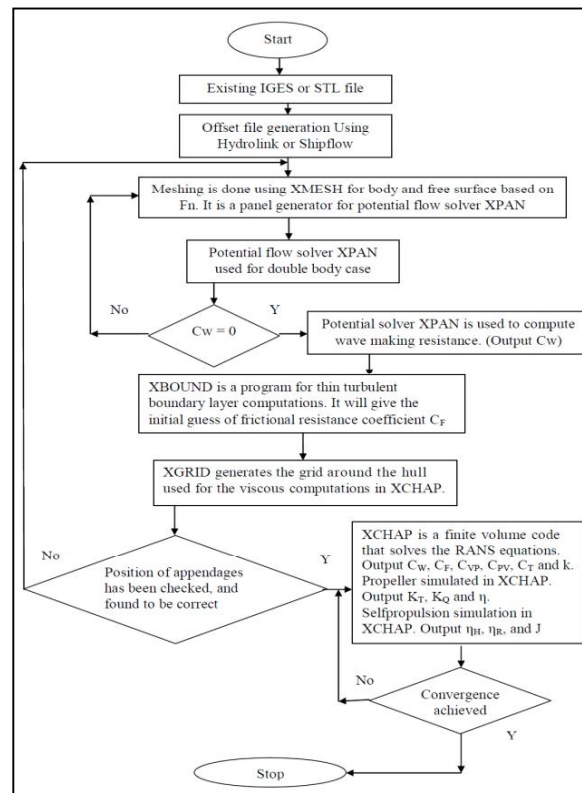 Start
Existing IGES or STL file
Offset file generation Using
Hydrolink or Shipflow
Meshing is done using XMESH for body and free surface based on
Fn. It is a panel generator for potential flow solver XPAN
Potential flow solver XPAN
used for double body case
No
Y
Cw = 0
Potential solver XPAN is used to compute
wave making resistance. (Output Cw)
XBOUND is a program for thin turbulent
boundary layer computations. It will give the
initial guess of frictional resistance coefficient CF
XGRID generates the grid around the hull
used for the viscous computations in XCHAP.
No
Y
Position of appendages
has been checked, and
found to be correct
XCHAP is a finite volume code
that solves the RANS equations.
Output CW, CF, CVP, CPV, CT and k.
Propeller simulated in XCHAP.
Output KT, KQ and η.
Selfpropulsion simulation in
XCHAP. Output ηH, ηR, and J
No
Convergence
achieved
Y
Stop